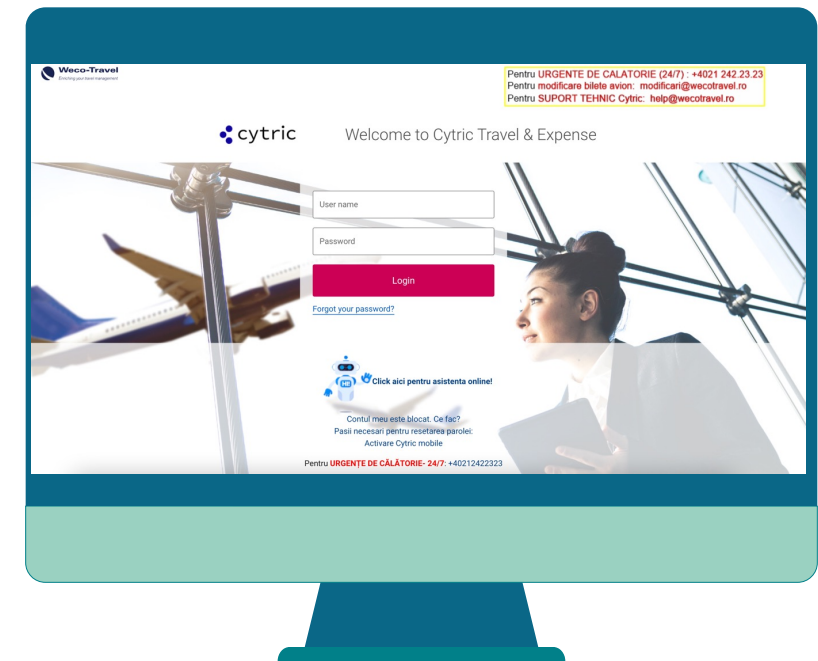 Weco-Travel
Enriching your travel management
Pentru URGENTE DE CALATORIE (24/7) : +4021 242.23.23
Pentru modificare bilete avion: modificari@wecotravel.ro
Pentru SUPORT TEHNIC Cytric: help@wecotravel.ro
cytric
Welcome to Cytric Travel & Expense
User name
Password
Login
Forgot your password?
HI!
Click aici pentru asistenta online!
Contul meu este blocat. Ce fac?
Pasii necesari pentru resetarea parolei:
Activare Cytric mobile
Pentru URGENȚE DE CĂLĂTORIE- 24/7: +40212422323